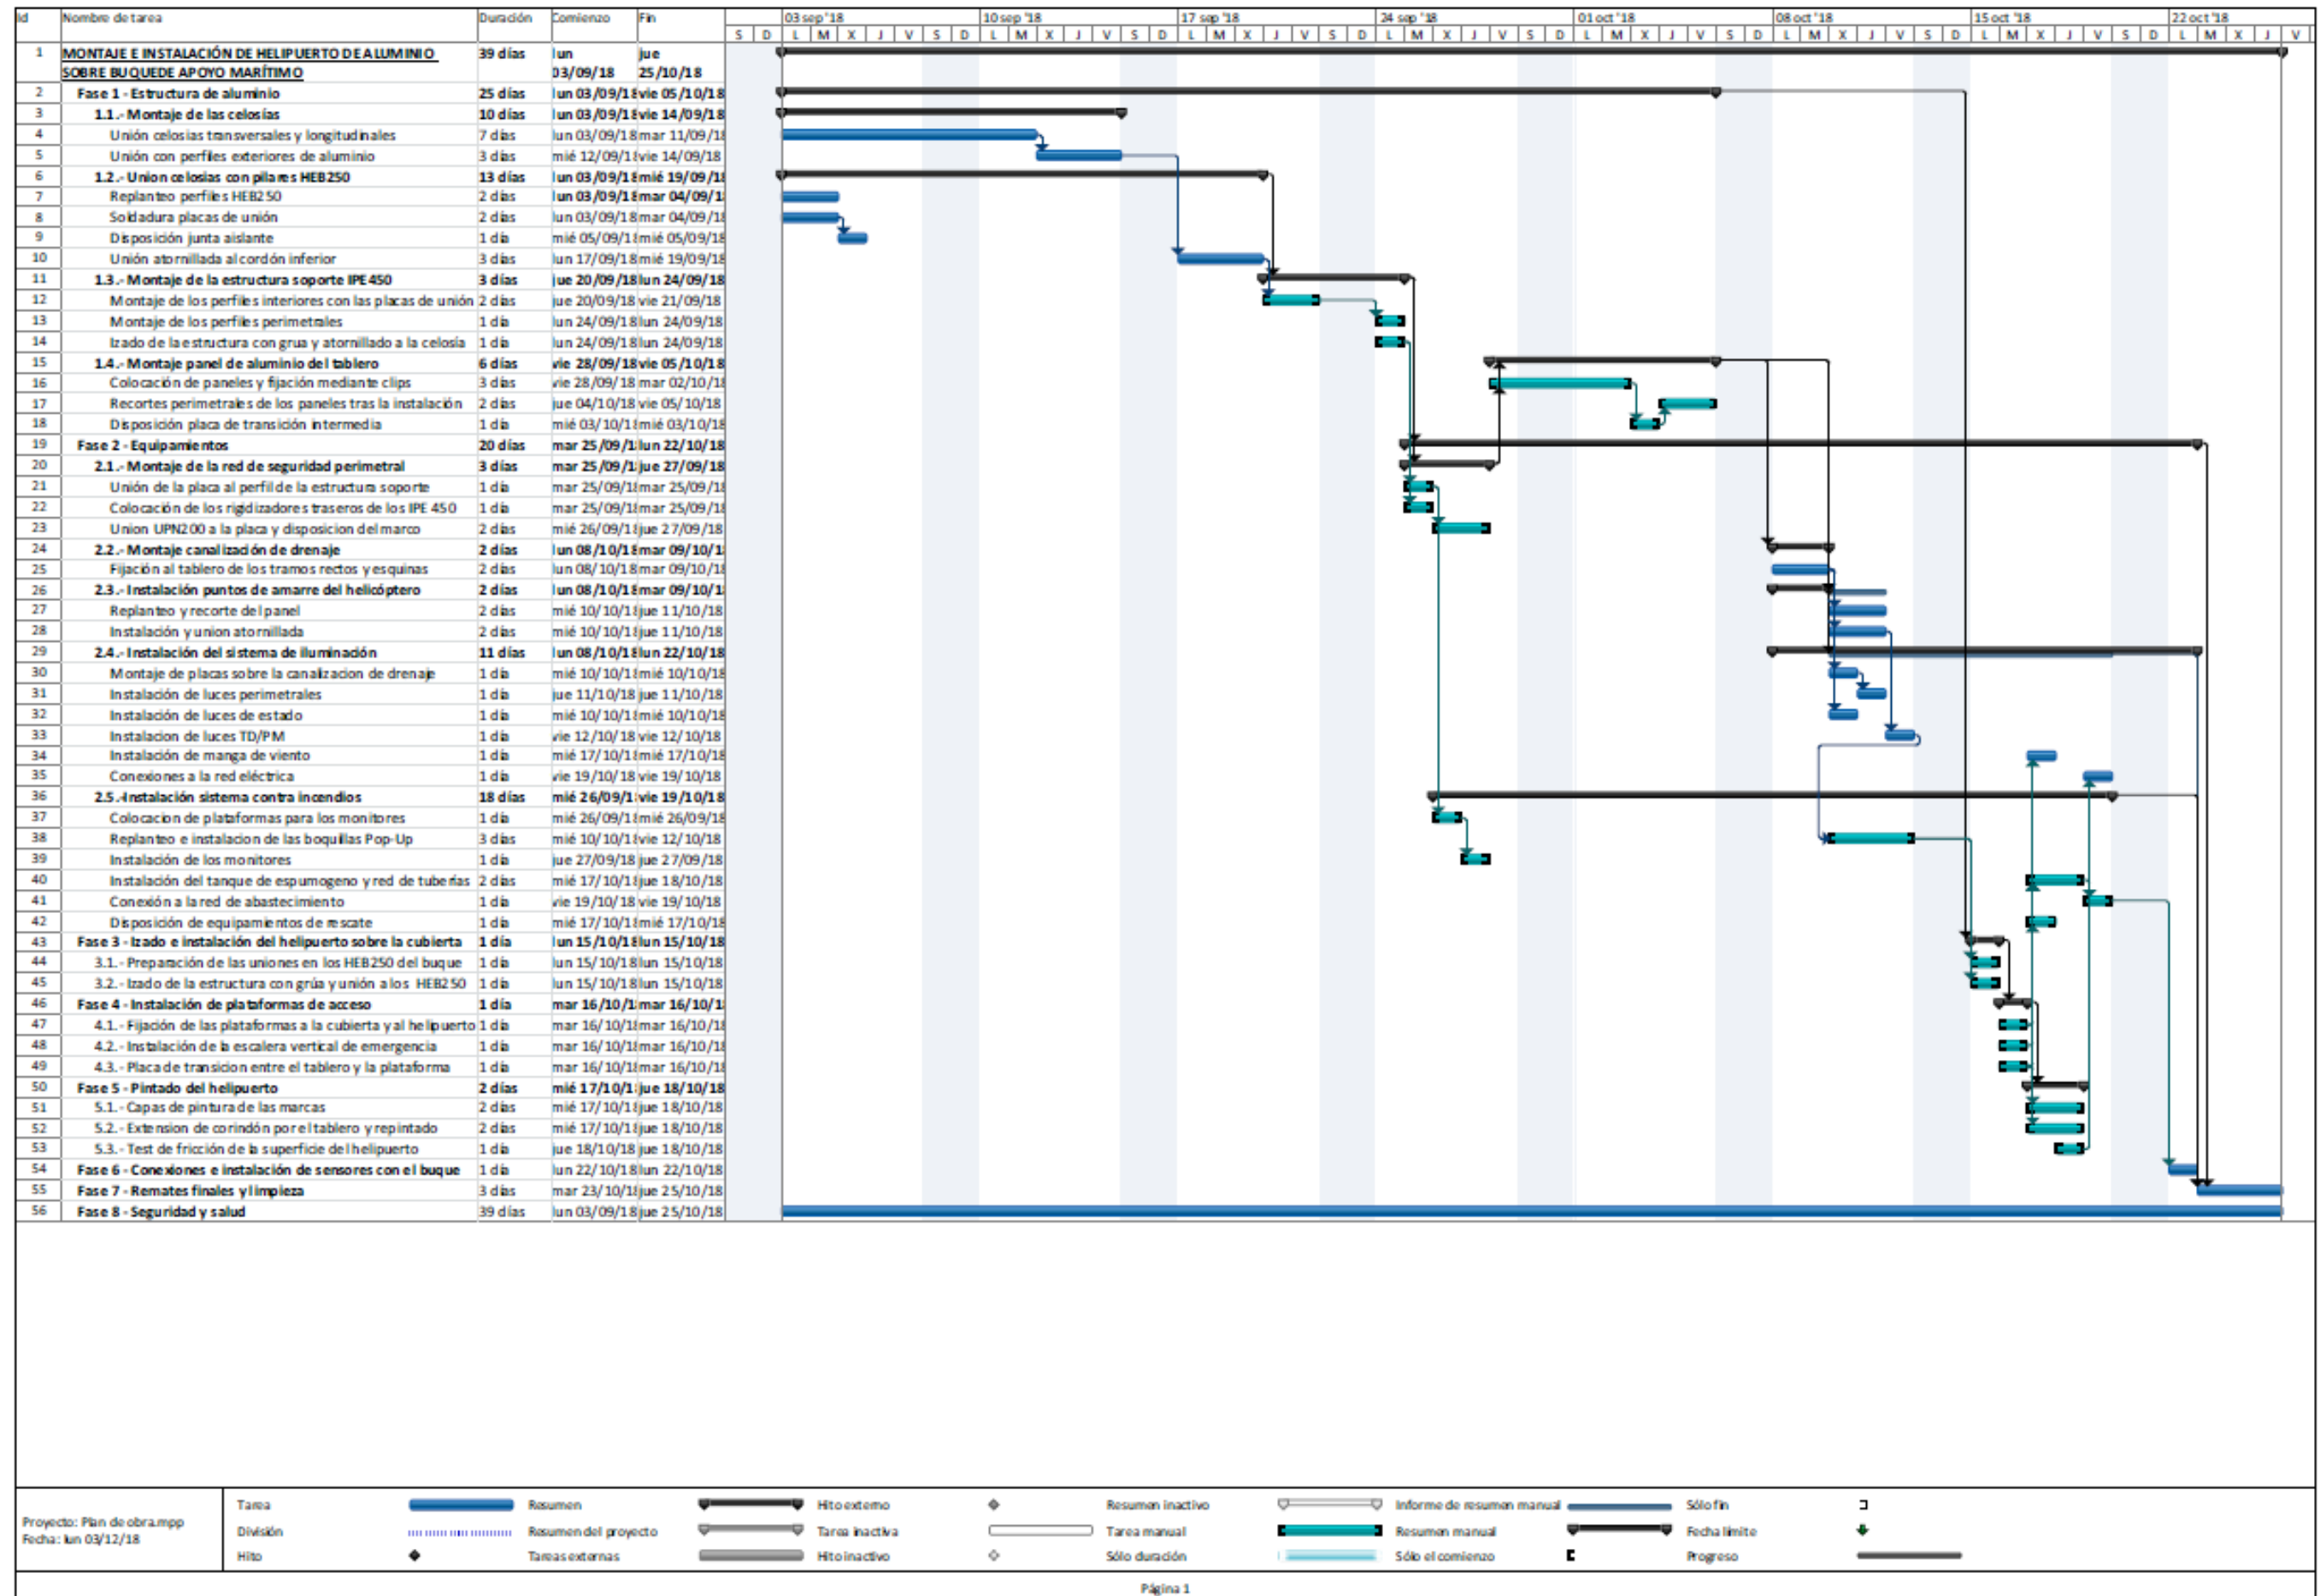 Id Nombre de tarea Duración Comienzo Fin 03 sep '18 10 sep '18 17 sep '18 24 sep '18 01 oct '18 08 oct '18 15 oct '18 22 oct '18
S D L M X J V S D L M X J V S D L M X J V S D L M X J V S D L M X J V S D L M X J V S D L M X J V S D L M X J V
1 MONTAJE E INSTALACIÓN DE HELIPUERTO DE ALUMINIO 39 días lun jue
SOBRE BUQUE DE APOYO MARÍTIMO 03/09/18 25/10/18
2 Fase 1 - Estructura de aluminio 25 días lun 03/09/18 vie 05/10/18
3 1.1.- Montaje de las celosías 10 días lun 03/09/18 vie 14/09/18
4 Unión celosias transversales y longitudinales 7 días lun 03/09/18 mar 11/09/18
5 Unión con perfiles exteriores de aluminio 3 días mié 12/09/18 vie 14/09/18
6 1.2.- Union celosias con pilares HEB250 13 días lun 03/09/18 mié 19/09/18
7 Replanteo perfiles HEB250 2 días lun 03/09/18 mar 04/09/1
8 Soldadura placas de unión 2 días lun 03/09/18 mar 04/09/18
9 Disposición junta aislante 1 día mié 05/09/18 mié 05/09/18
10 Unión atornillada al cordón inferior 3 días lun 17/09/18 mié 19/09/18
11 1.3.- Montaje de la estructura soporte IPE450 3 días jue 20/09/18 lun 24/09/18
12 Montaje de los perfiles interiores con las placas de unión 2 días jue 20/09/18 vie 21/09/18
13 Montaje de los perfiles perimetrales 1 día lun 24/09/18 lun 24/09/18
14 Izado de la estructura con grua y atornillado a la celosía 1 día lun 24/09/18 lun 24/09/18
15 1.4.- Montaje panel de aluminio del tablero 6 días vie 28/09/18 vie 05/10/18
16 Colocación de paneles y fijación mediante clips 3 días vie 28/09/18 mar 02/10/18
17 Recortes perimetrales de los paneles tras la instalación 2 días jue 04/10/18 vie 05/10/18
18 Disposición placa de transición intermedia 1 día mié 03/10/18 mié 03/10/18
19 Fase 2 - Equipamientos 20 días mar 25/09/1 lun 22/10/18
20 2.1.- Montaje de la red de seguridad perimetral 3 días mar 25/09/1 jue 27/09/18
21 Unión de la placa al perfil de la estructura soporte 1 día mar 25/09/18 mar 25/09/18
22 Colocación de los rigidizadores traseros de los IPE 450 1 día mar 25/09/18 mar 25/09/18
23 Union UPN200 a la placa y disposicion del marco 2 días mié 26/09/18 jue 27/09/18
24 2.2.- Montaje canalización de drenaje 2 días lun 08/10/18 mar 09/10/1
25 Fijación al tablero de los tramos rectos y esquinas 2 días lun 08/10/18 mar 09/10/18
26 2.3.- Instalación puntos de amarre del helicóptero 2 días lun 08/10/18 mar 09/10/1
27 Replanteo y recorte del panel 2 días mié 10/10/18 jue 11/10/18
28 Instalación y union atornillada 2 días mié 10/10/18 jue 11/10/18
29 2.4.- Instalación del sistema de iluminación 11 días lun 08/10/18 lun 22/10/18
30 Montaje de placas sobre la canalizacion de drenaje 1 día mié 10/10/18 mié 10/10/18
31 Instalación de luces perimetrales 1 día jue 11/10/18 jue 11/10/18
32 Instalación de luces de estado 1 día mié 10/10/18 mié 10/10/18
33 Instalacion de luces TD/PM 1 día vie 12/10/18 vie 12/10/18
34 Instalación de manga de viento 1 día mié 17/10/18 mié 17/10/18
35 Conexiones a la red eléctrica 1 día vie 19/10/18 vie 19/10/18
36 2.5.-Instalación sistema contra incendios 18 días mié 26/09/1 vie 19/10/18
37 Colocacion de plataformas para los monitores 1 día mié 26/09/18 mié 26/09/18
38 Replanteo e instalacion de las boquillas Pop-Up 3 días mié 10/10/18 vie 12/10/18
39 Instalación de los monitores 1 día jue 27/09/18 jue 27/09/18
40 Instalación del tanque de espumogeno y red de tuberías 2 días mié 17/10/18 jue 18/10/18
41 Conexión a la red de abastecimiento 1 día vie 19/10/18 vie 19/10/18
42 Disposición de equipamientos de rescate 1 día mié 17/10/18 mié 17/10/18
43 Fase 3 - Izado e instalación del helipuerto sobre la cubierta 1 día lun 15/10/18 lun 15/10/18
44 3.1.- Preparación de las uniones en los HEB250 del buque 1 día lun 15/10/18 lun 15/10/18
45 3.2.- Izado de la estructura con grúa y unión a los HEB250 1 día lun 15/10/18 lun 15/10/18
46 Fase 4 - Instalación de plataformas de acceso 1 día mar 16/10/1 mar 16/10/1
47 4.1.- Fijación de las plataformas a la cubierta y al helipuerto 1 día mar 16/10/18 mar 16/10/18
48 4.2.- Instalación de la escalera vertical de emergencia 1 día mar 16/10/18 mar 16/10/18
49 4.3.- Placa de transicion entre el tablero y la plataforma 1 día mar 16/10/18 mar 16/10/18
50 Fase 5 - Pintado del helipuerto 2 días mié 17/10/1 jue 18/10/18
51 5.1.- Capas de pintura de las marcas 2 días mié 17/10/18 jue 18/10/18
52 5.2.- Extension de corindón por el tablero y repintado 2 días mié 17/10/18 jue 18/10/18
53 5.3.- Test de fricción de la superficie del helipuerto 1 día jue 18/10/18 jue 18/10/18
54 Fase 6 - Conexiones e instalación de sensores con el buque 1 día lun 22/10/18 lun 22/10/18
55 Fase 7 - Remates finales y limpieza 3 días mar 23/10/18 jue 25/10/18
56 Fase 8 - Seguridad y salud 39 días lun 03/09/18 jue 25/10/18
Proyecto: Plan de obra.mpp
Fecha: lun 03/12/18
Tarea Resumen Hito externo Resumen inactivo Informe de resumen manual Sólo fin
División Resumen del proyecto Tarea inactiva Tarea manual Resumen manual Fecha límite
Hito Tareas externas Hito inactivo Sólo duración Sólo el comienzo Progreso
Página 1